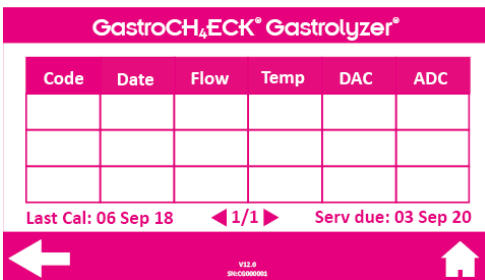 GastroCH₄ECK® Gastrolyzer®
Code Date Flow Temp DAC ADC
Last Cal: 06 Sep 18 1/1 Serv due: 03 Sep 20
V12.0
SN:CG000001